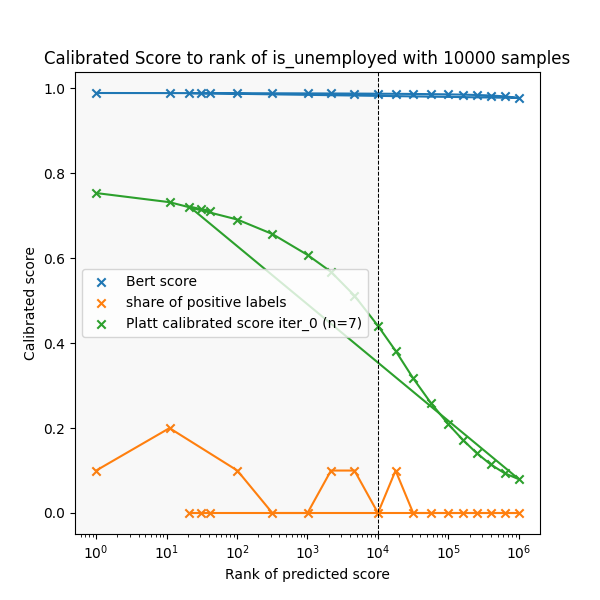 Calibrated Score to rank of is_unemployed with 10000 samples
1.0
0.8
0.6
0.4
0.2
0.0
Calibrated score
Bert score
share of positive labels
Platt calibrated score iter_0 (n=7)
10⁰ 10¹ 10² 10³ 10⁴ 10⁵ 10⁶
Rank of predicted score